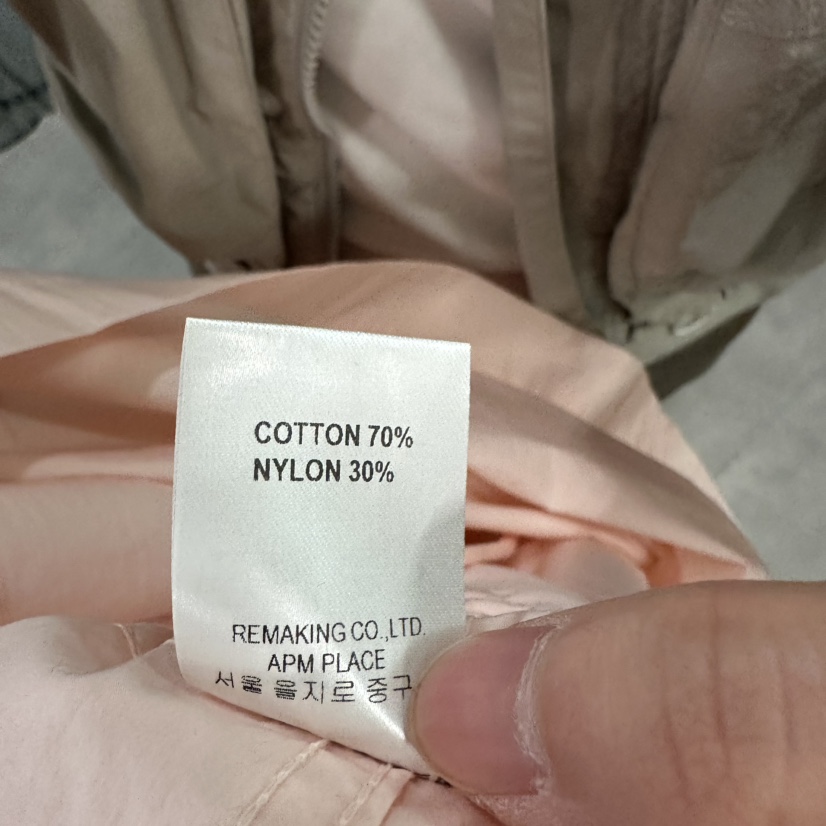 COTTON 70%
NYLON 30%
REMAKING CO.,LTD.
APM PLACE
서울 을지로 중구